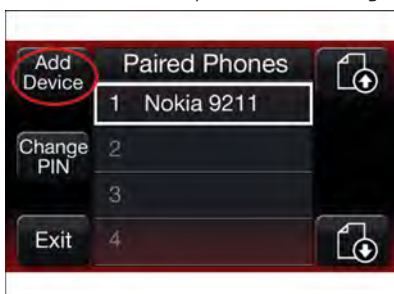 Add
Device
Paired Phones
1 Nokia 9211
Change
PIN
2
3
Exit
4